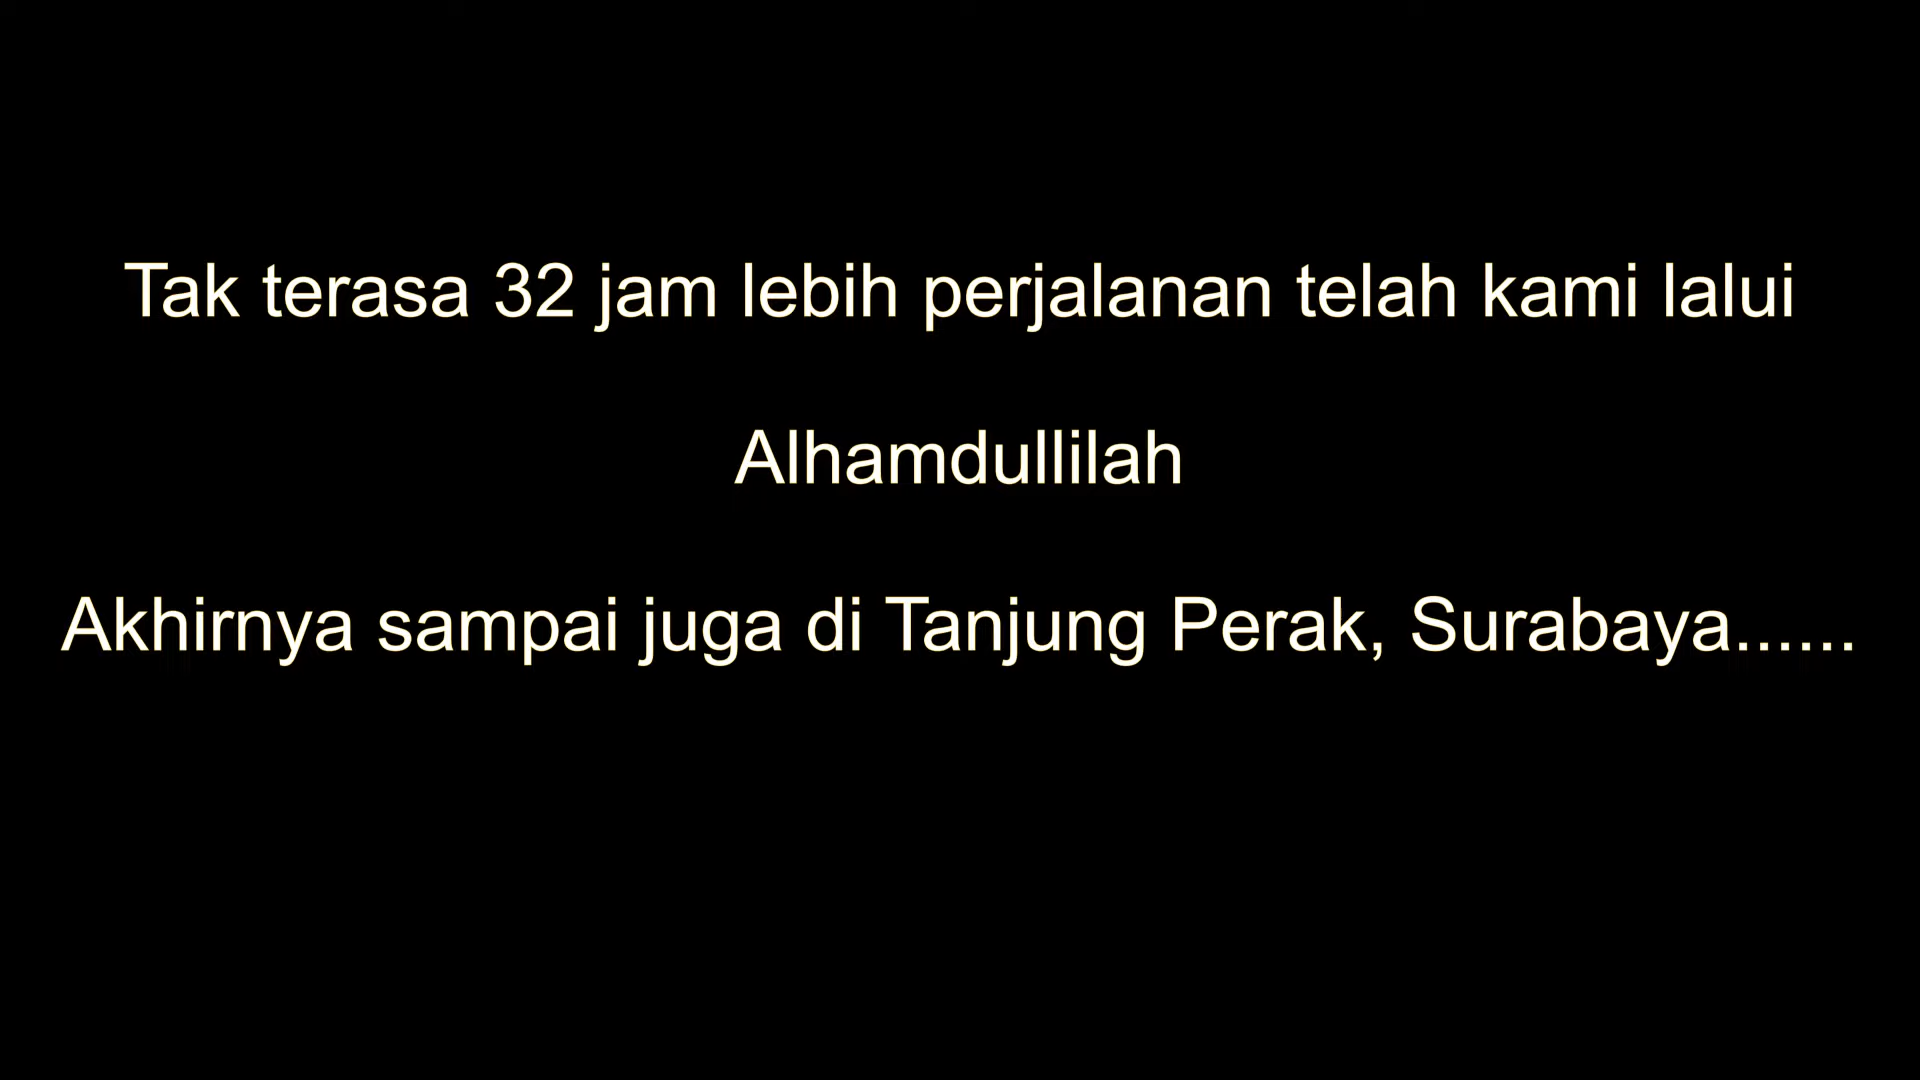 Tak terasa 32 jam lebih perjalanan telah kami lalui
Alhamdullilah
Akhirnya sampai juga di Tanjung Perak, Surabaya......